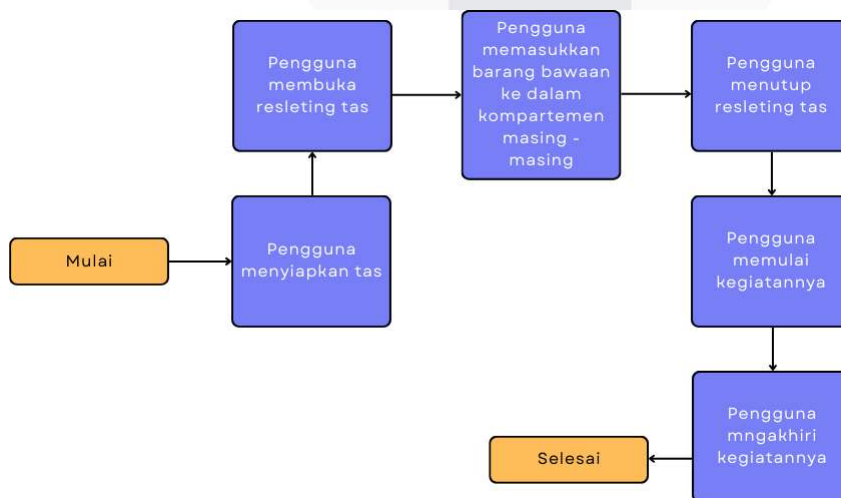 Mulai
Pengguna
menyiapkan tas
Pengguna
membuka
resleting tas
Pengguna
memasukkan
barang bawaan
ke dalam
kompartemen
masing -
masing
Pengguna
menutup
resleting tas
Pengguna
memulai
kegiatannya
Pengguna
mngakhiri
kegiatannya
Selesai